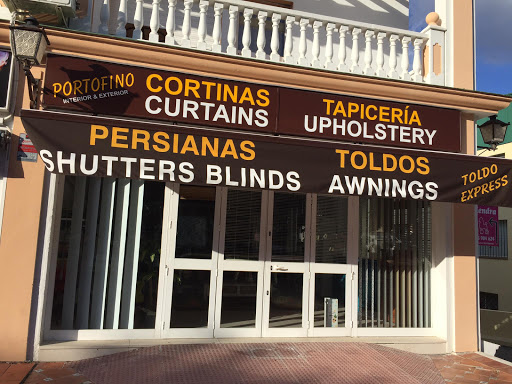 PORTOFINO
INTERIOR & EXTERIOR
CORTINAS
CURTAINS
TAPICERÍA
UPHOLSTERY
PERSIANAS
SHUTTERS BLINDS
TOLDOS
AWNINGS
TOLDO
EXPRESS